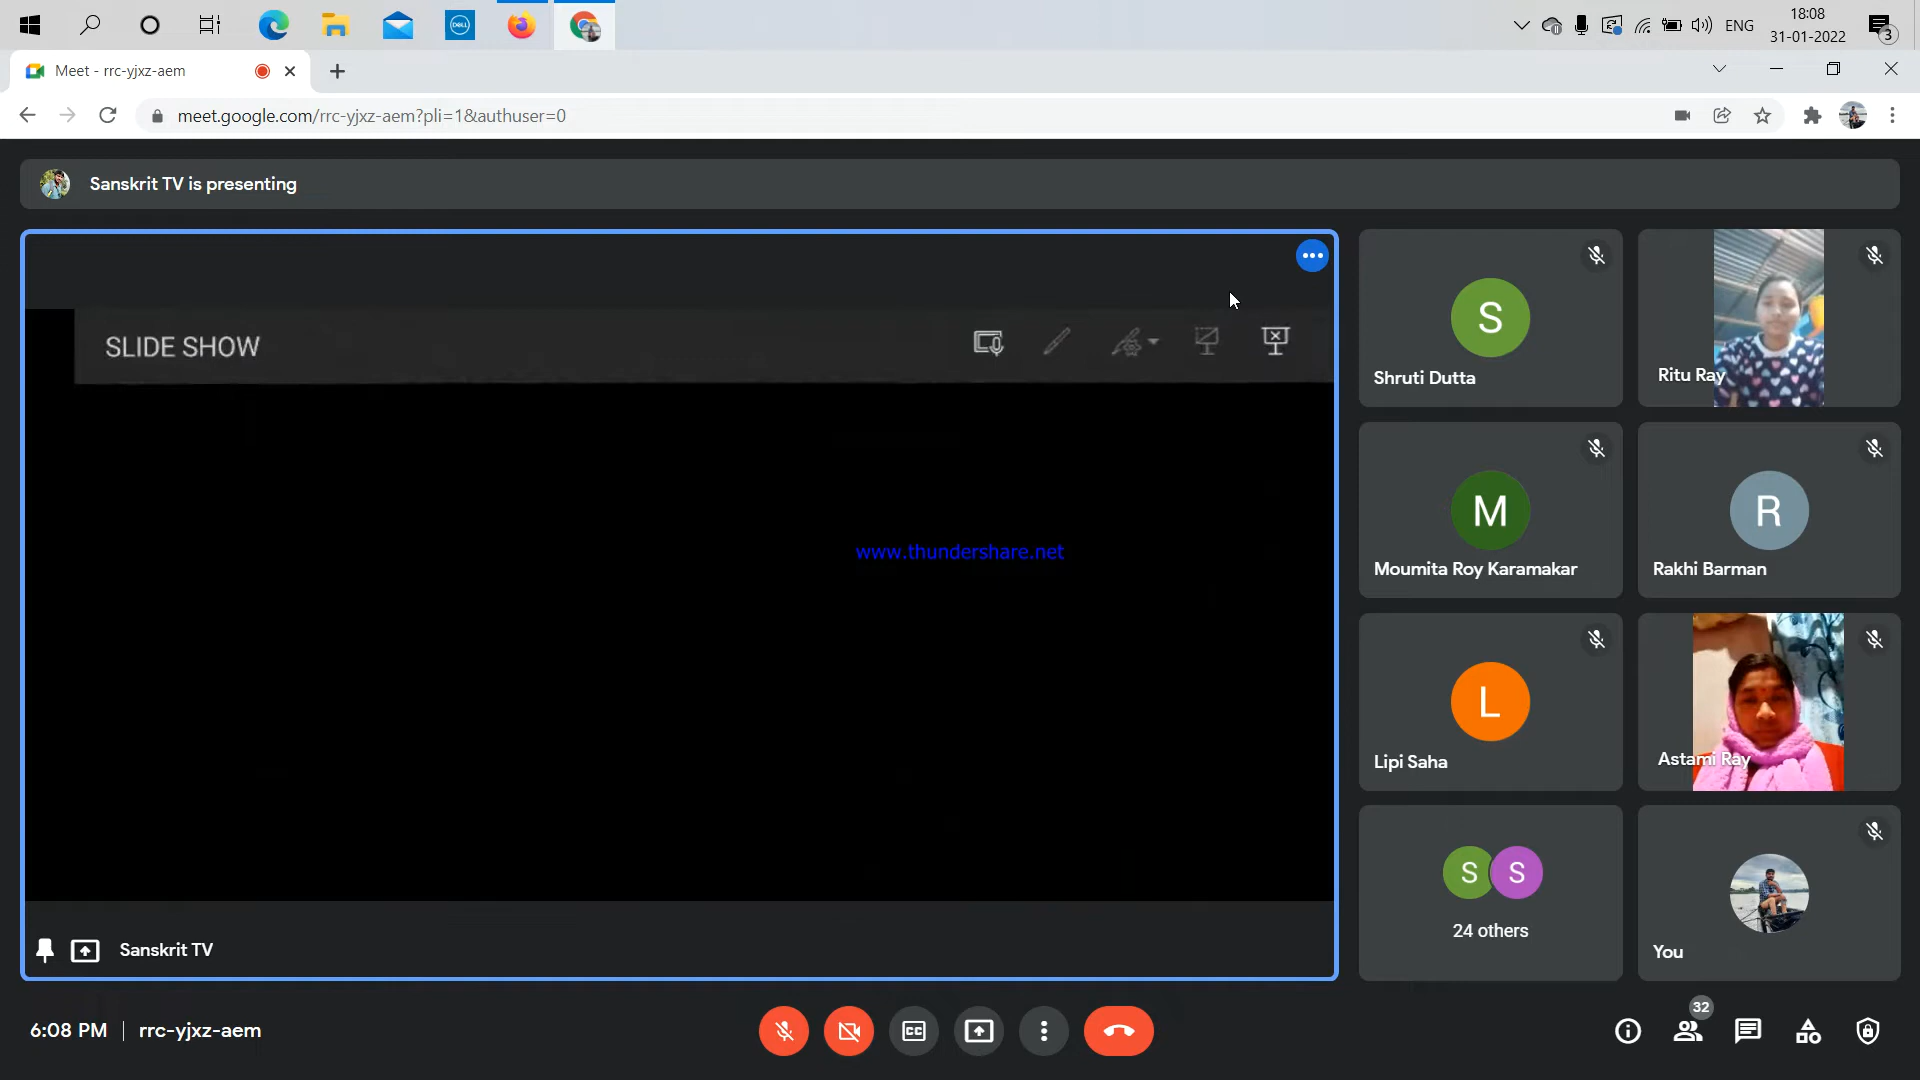 18:08
ENG
31-01-2022
3
DELL
Meet - rrc-yjxz-aem
meet.google.com/rrc-yjxz-aem?pli=1&authuser=0
Sanskrit TV is presenting
SLIDE SHOW
www.thundershare.net
Sanskrit TV
S
Shruti Dutta
Ritu Ray
M
Moumita Roy Karamakar
R
Rakhi Barman
L
Lipi Saha
Astami Ray
S S
24 others
You
6:08 PM | rrc-yjxz-aem
CC
32